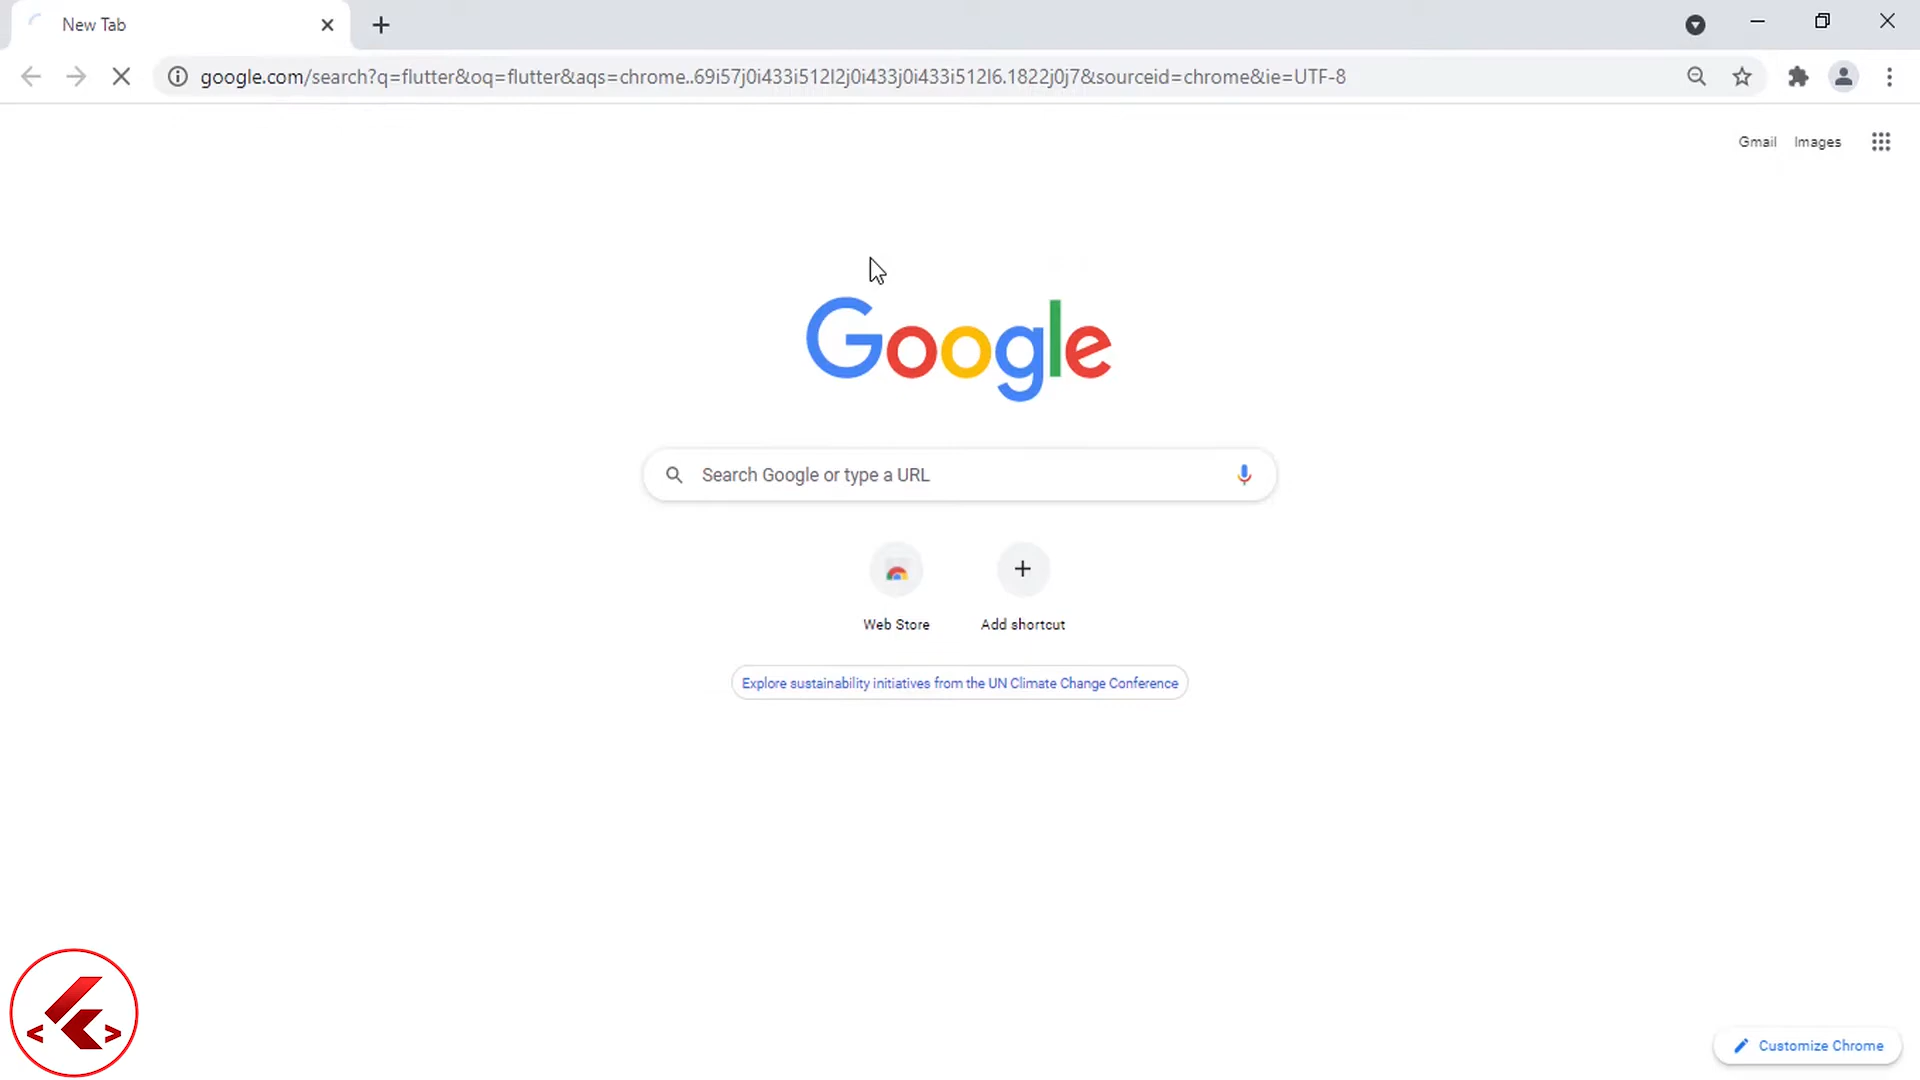 New Tab
google.com/search?q=flutter&oq=flutter&aqs=chrome..69i57j0i433i512l2j0i433j0i433i512l6.1822j0j7&sourceid=chrome&ie=UTF-8
Gmail Images
Google
Search Google or type a URL
Web Store Add shortcut
Explore sustainability initiatives from the UN Climate Change Conference
Customize Chrome